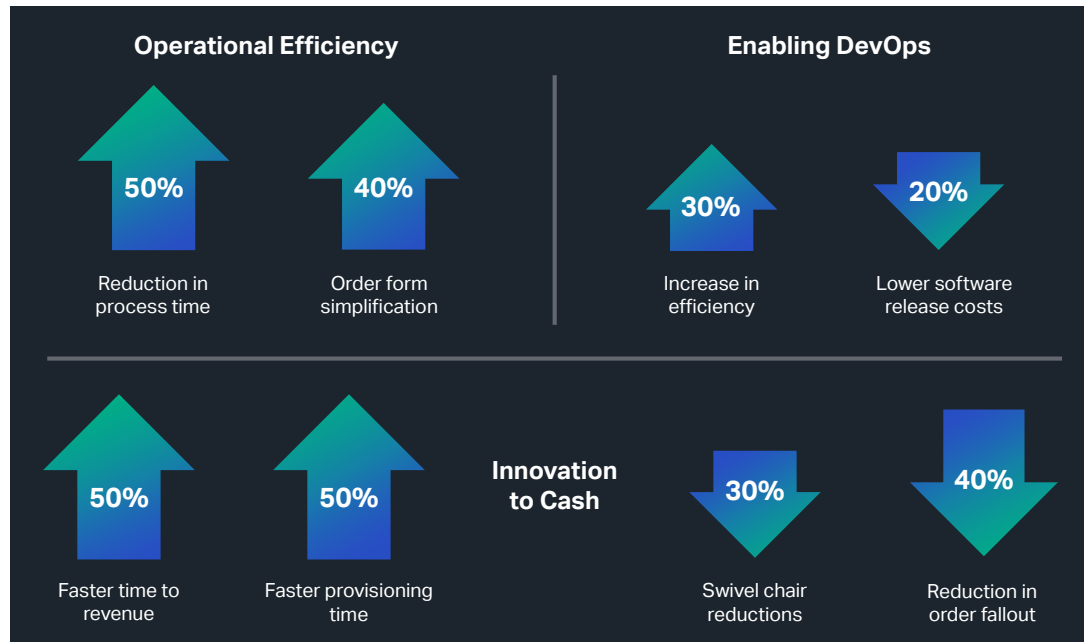 Operational Efficiency
50%
Reduction in
process time
40%
Order form
simplification
Enabling DevOps
30%
Increase in
efficiency
20%
Lower software
release costs
50%
Faster time to
revenue
50%
Faster provisioning
time
Innovation
to Cash
30%
Swivel chair
reductions
40%
Reduction in
order fallout